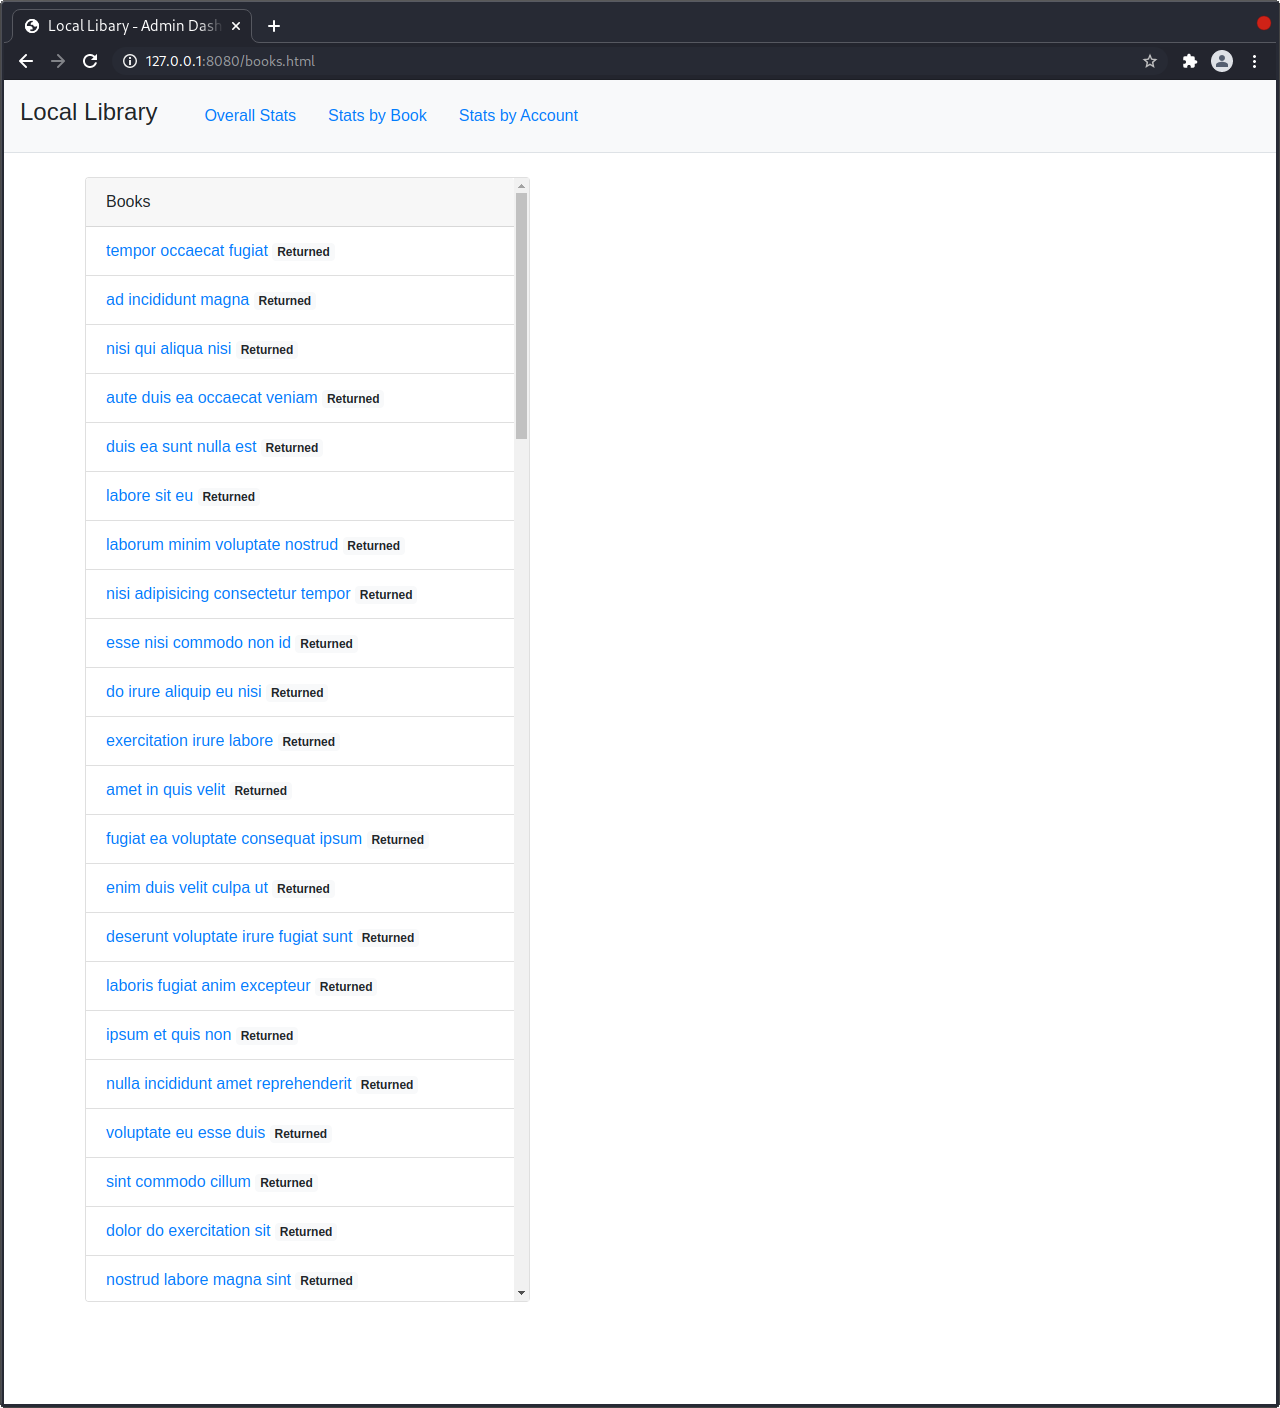 Local Libary - Admin Dash
127.0.0.1:8080/books.html
Local Library Overall Stats Stats by Book Stats by Account
Books
tempor occaecat fugiat Returned
ad incididunt magna Returned
nisi qui aliqua nisi Returned
aute duis ea occaecat veniam Returned
duis ea sunt nulla est Returned
labore sit eu Returned
laborum minim voluptate nostrud Returned
nisi adipisicing consectetur tempor Returned
esse nisi commodo non id Returned
do irure aliquip eu nisi Returned
exercitation irure labore Returned
amet in quis velit Returned
fugiat ea voluptate consequat ipsum Returned
enim duis velit culpa ut Returned
deserunt voluptate irure fugiat sunt Returned
laboris fugiat anim excepteur Returned
ipsum et quis non Returned
nulla incididunt amet reprehenderit Returned
voluptate eu esse duis Returned
sint commodo cillum Returned
dolor do exercitation sit Returned
nostrud labore magna sint Returned